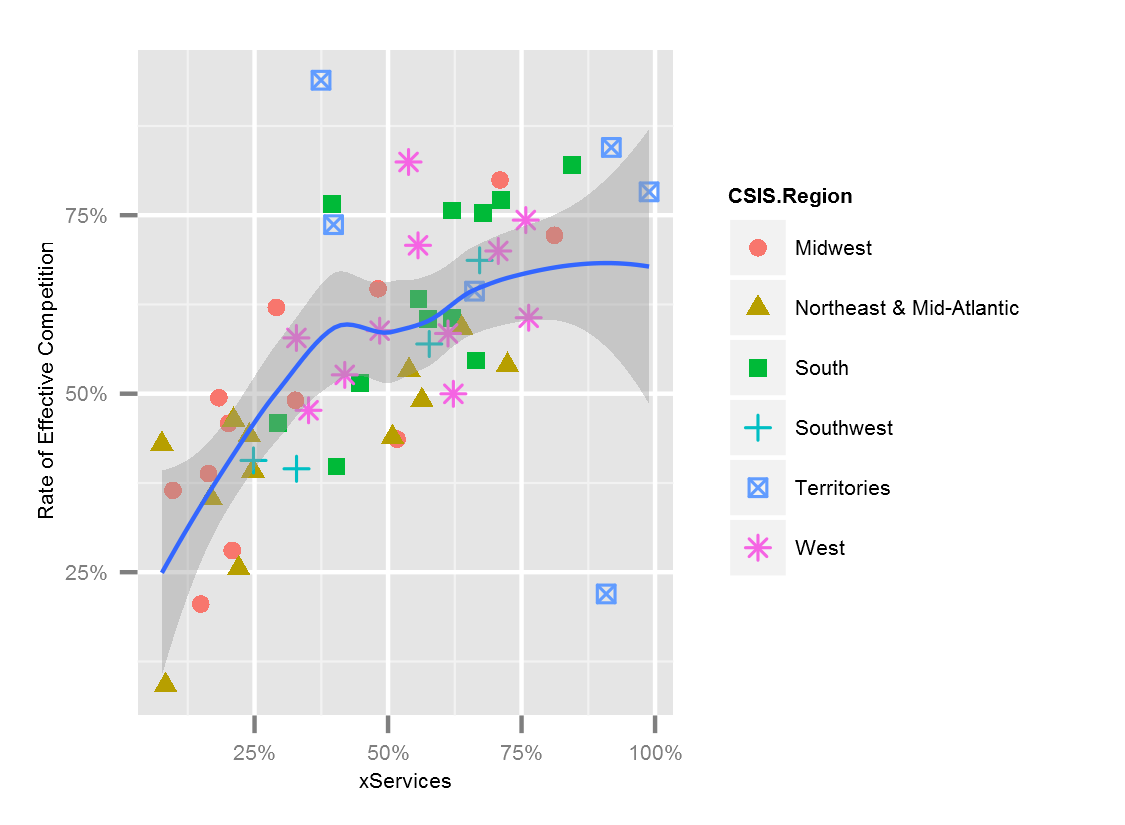 Rate of Effective Competition
75%
50%
25%
25%
50%
75%
100%
xServices
CSIS.Region
Midwest
Northeast & Mid-Atlantic
South
Southwest
Territories
West